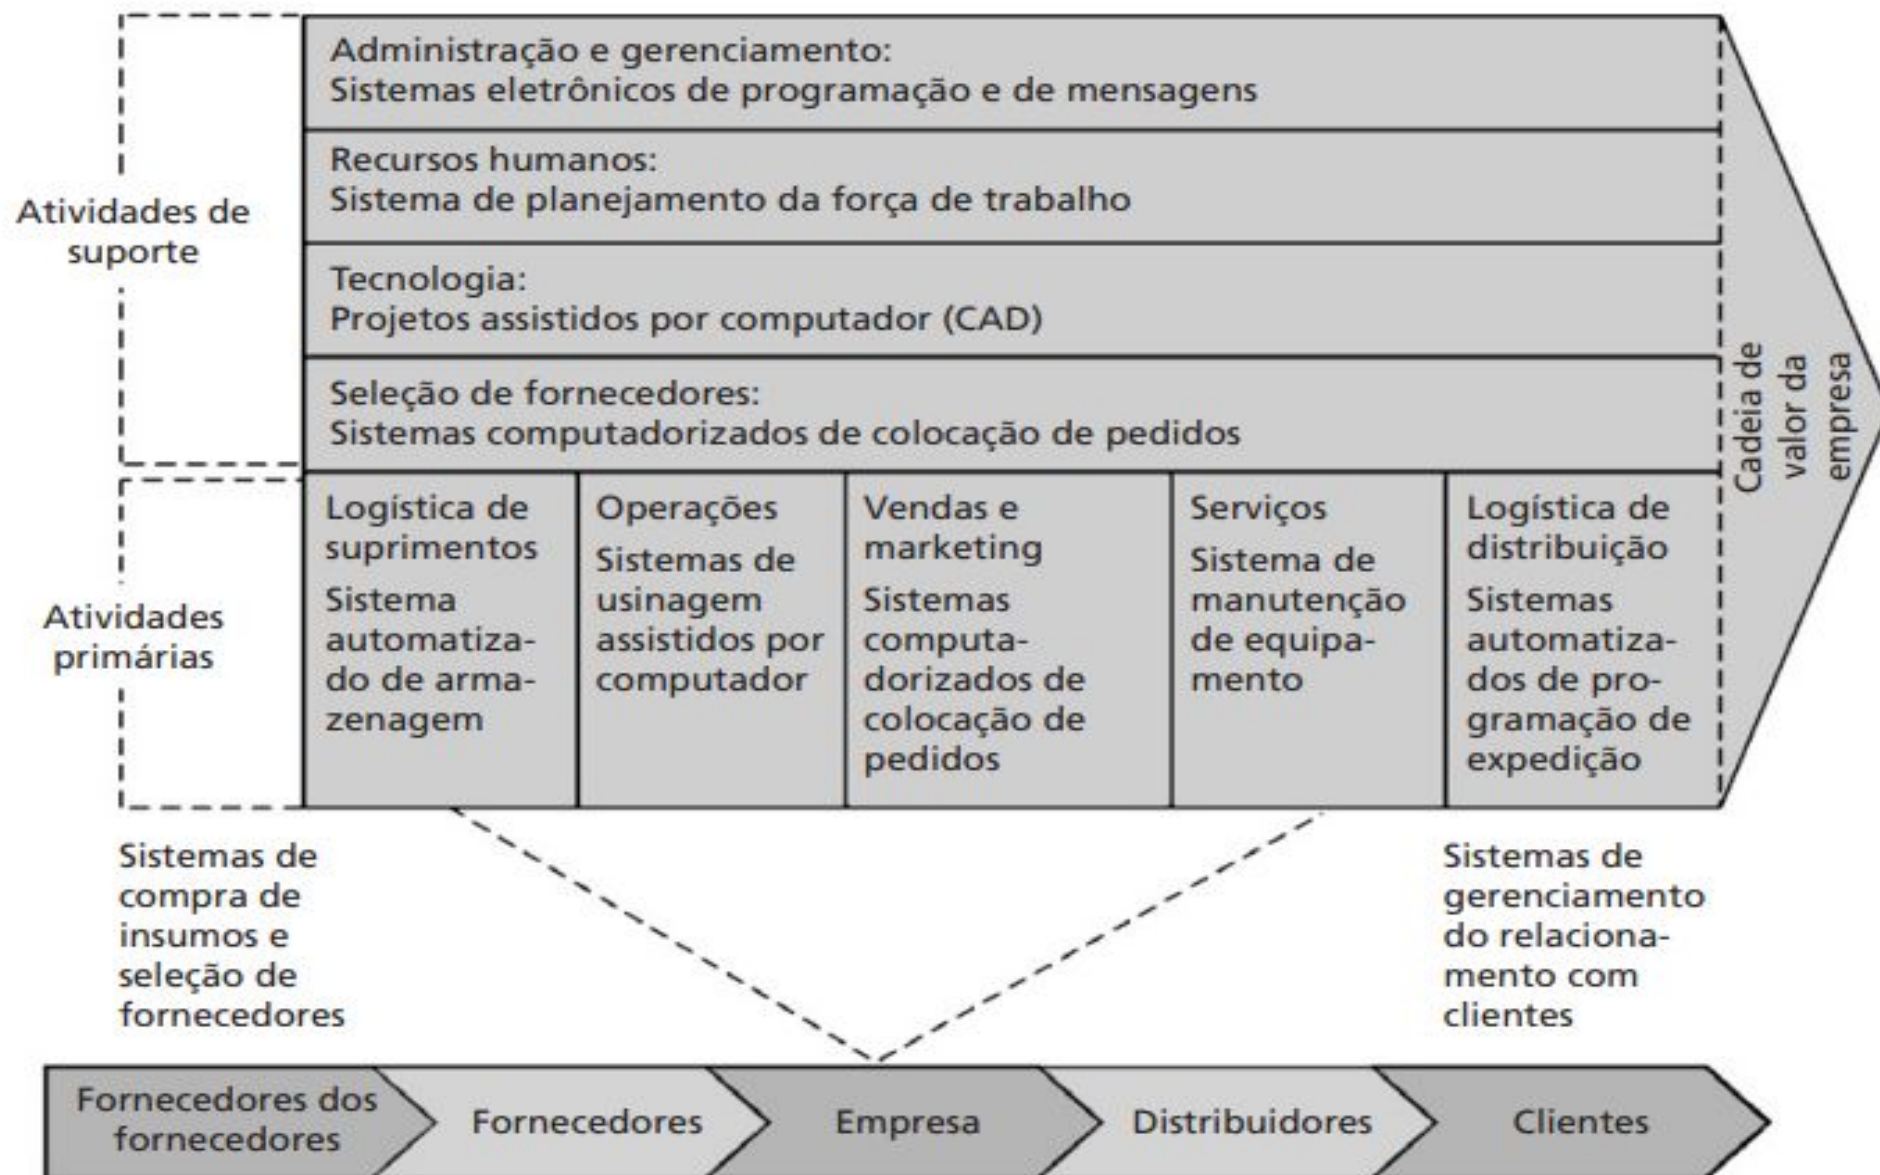 Administração e gerenciamento:
Sistemas eletrônicos de programação e de mensagens
Recursos humanos:
Sistema de planejamento da força de trabalho
Atividades de
suporte
Tecnologia:
Projetos assistidos por computador (CAD)
Seleção de fornecedores:
Sistemas computadorizados de colocação de pedidos
Cadeia de
valor da
empresa
Atividades
primárias
Logística de
suprimentos
Sistema
automatiza-
do de arma-
zenagem
Operações
Sistemas de
usinagem
assistidos por
computador
Vendas e
marketing
Sistemas
computa-
dorizados de
colocação de
pedidos
Serviços
Sistema de
manutenção
de equipa-
mento
Logística de
distribuição
Sistemas
automatiza-
dos de pro-
gramação de
expedição
Sistemas de
compra de
insumos e
seleção de
fornecedores
Sistemas de
gerenciamento
do relaciona-
mento com
clientes
Fornecedores dos
fornecedores
Fornecedores
Empresa
Distribuidores
Clientes